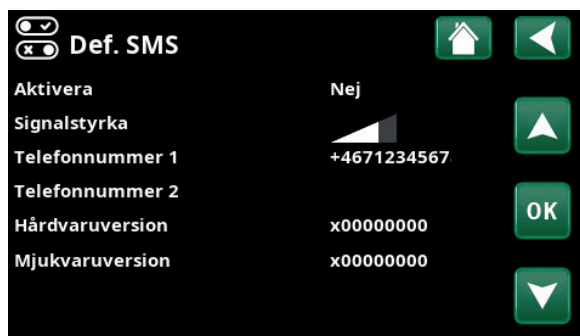 Def. SMS
Aktivera Nej
Signalstyrka
Telefonnummer 1 +4671234567
Telefonnummer 2
Hårdvaruversion x00000000
OK
Mjukvaruversion x00000000